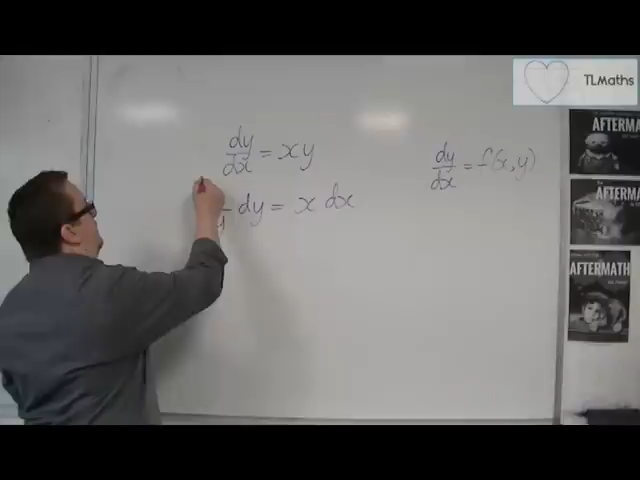 TLMaths
dy/dx = xy
dy/dx = f(x,y)
dy = x dx
AFTERMATH
AFTERMATH
AFTERMATH